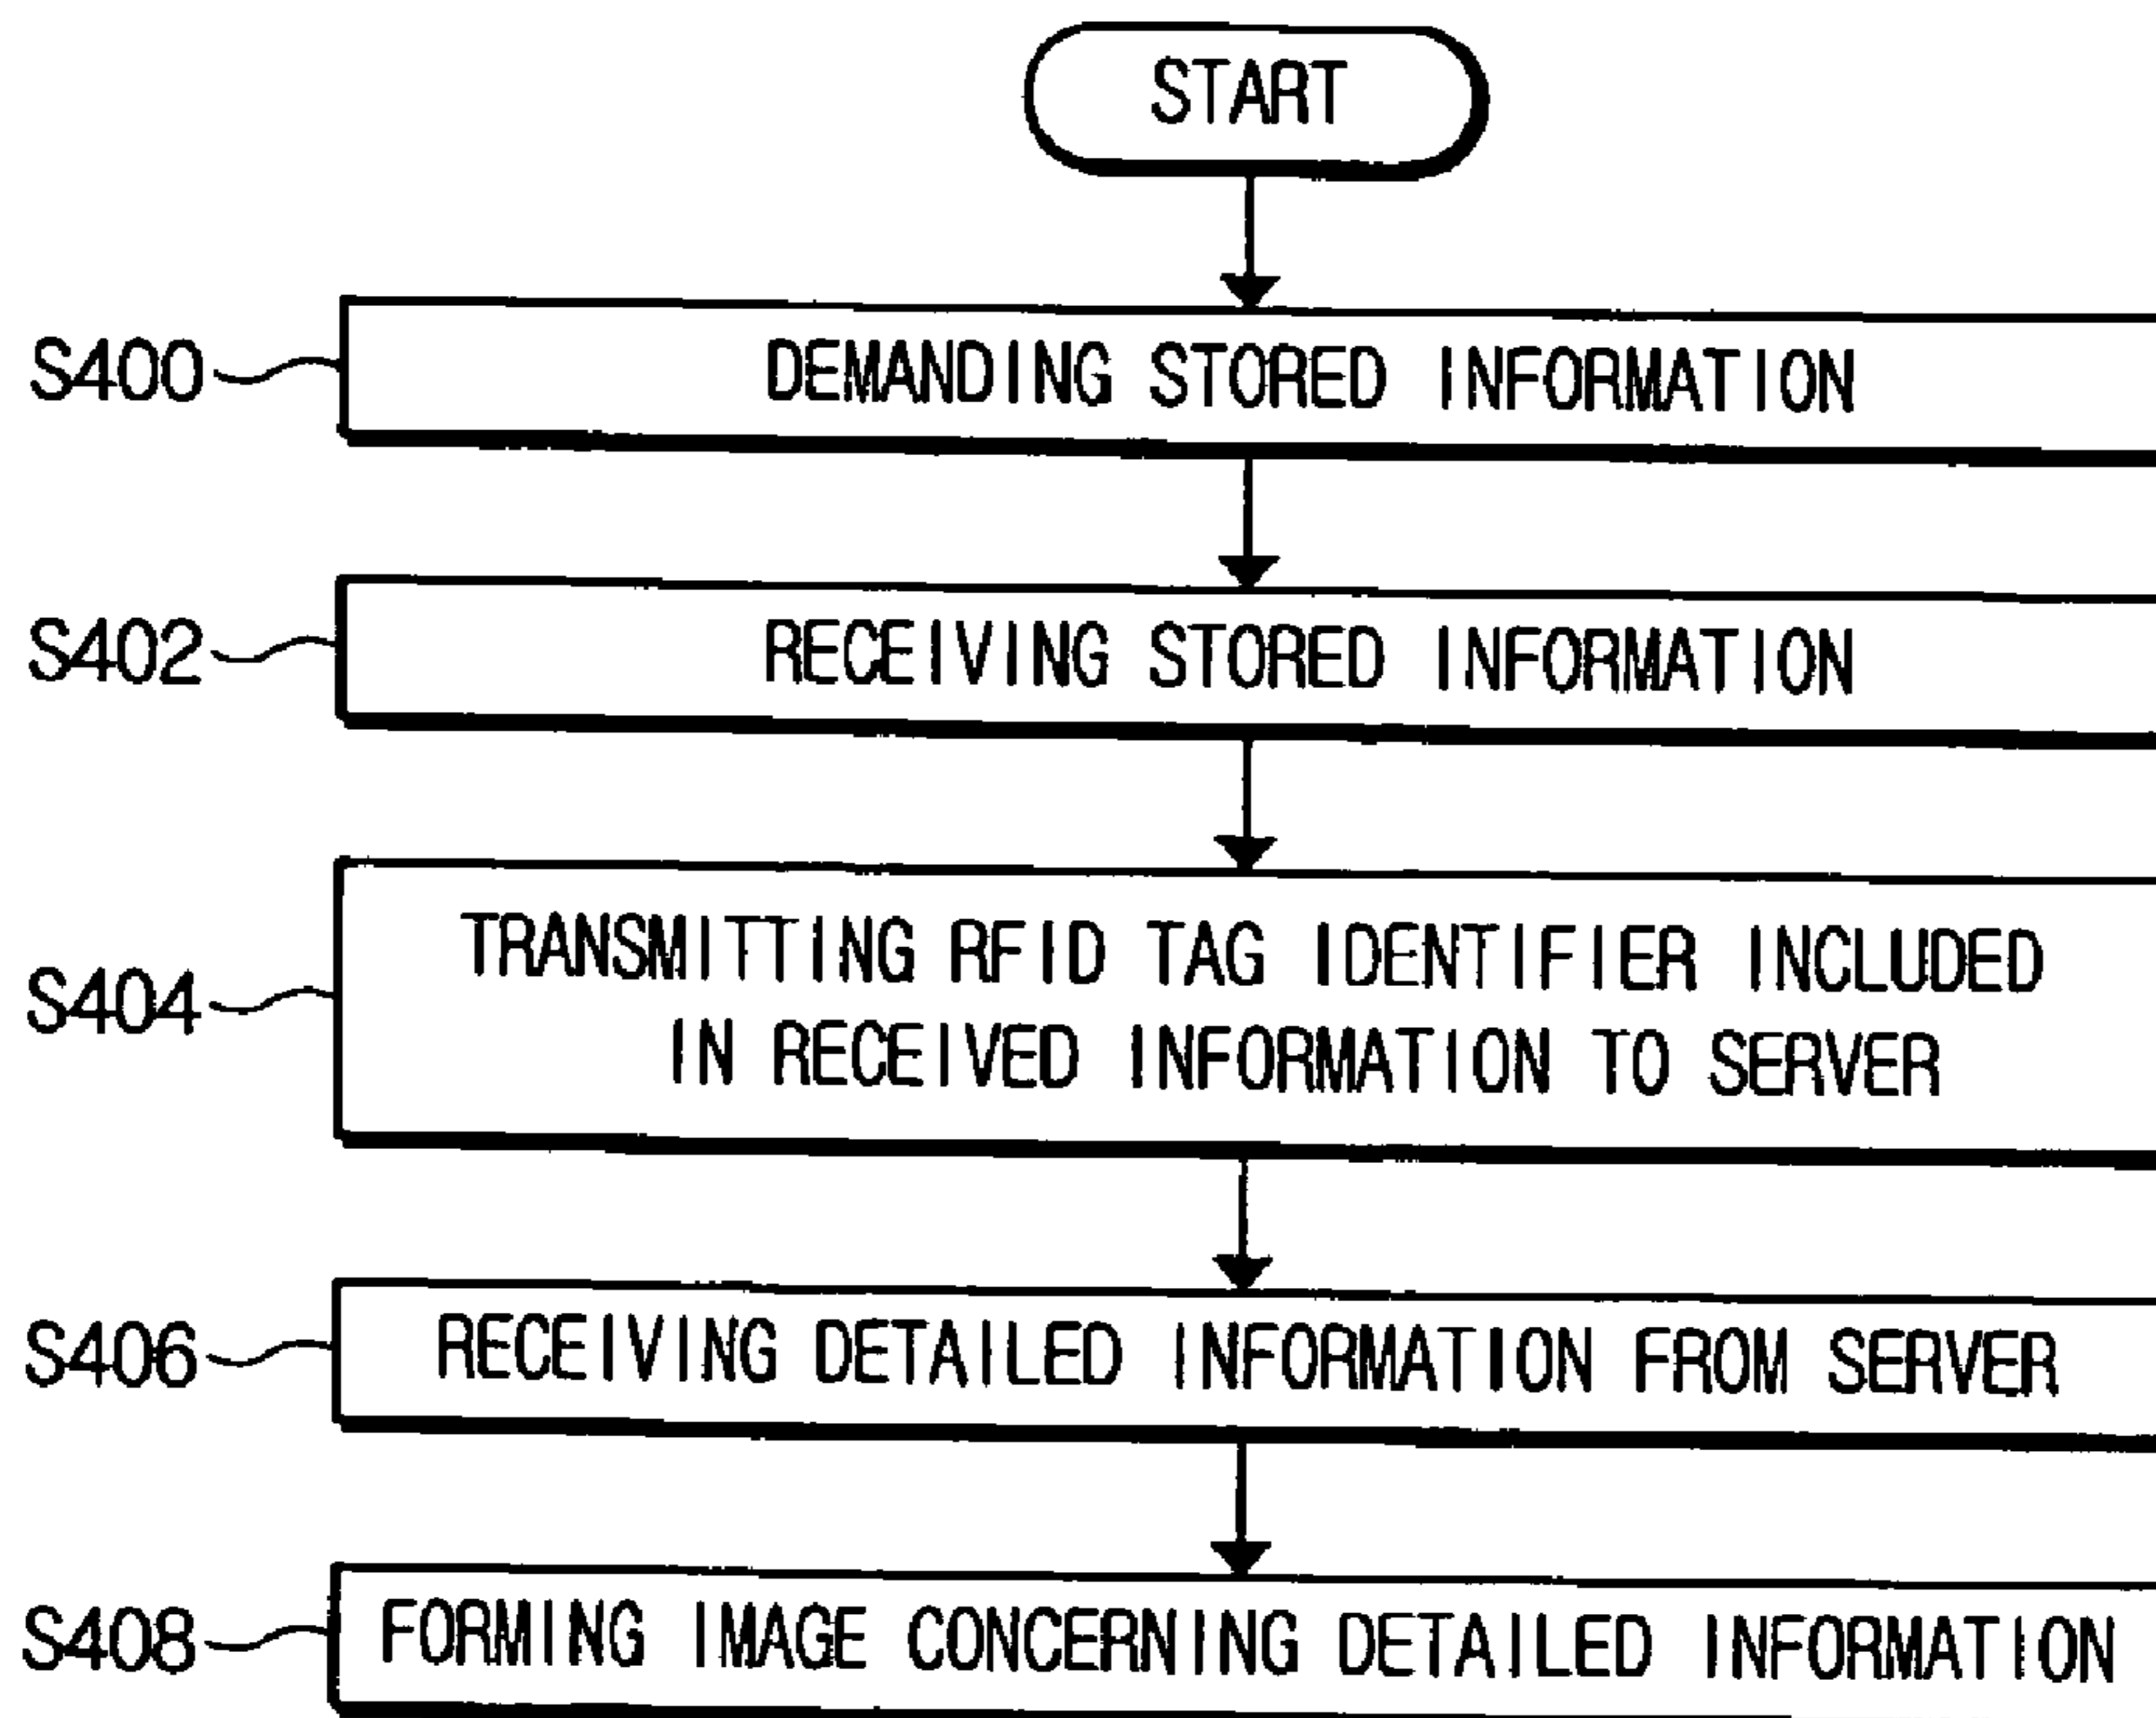 START
S400
DEMANDING STORED INFORMATION
S402
RECEIVING STORED INFORMATION
S404
TRANSMITTING RFID TAG IDENTIFIER INCLUDED
IN RECEIVED INFORMATION TO SERVER
S406
RECEIVING DETAILED INFORMATION FROM SERVER
S408
FORMING IMAGE CONCERNING DETAILED INFORMATION